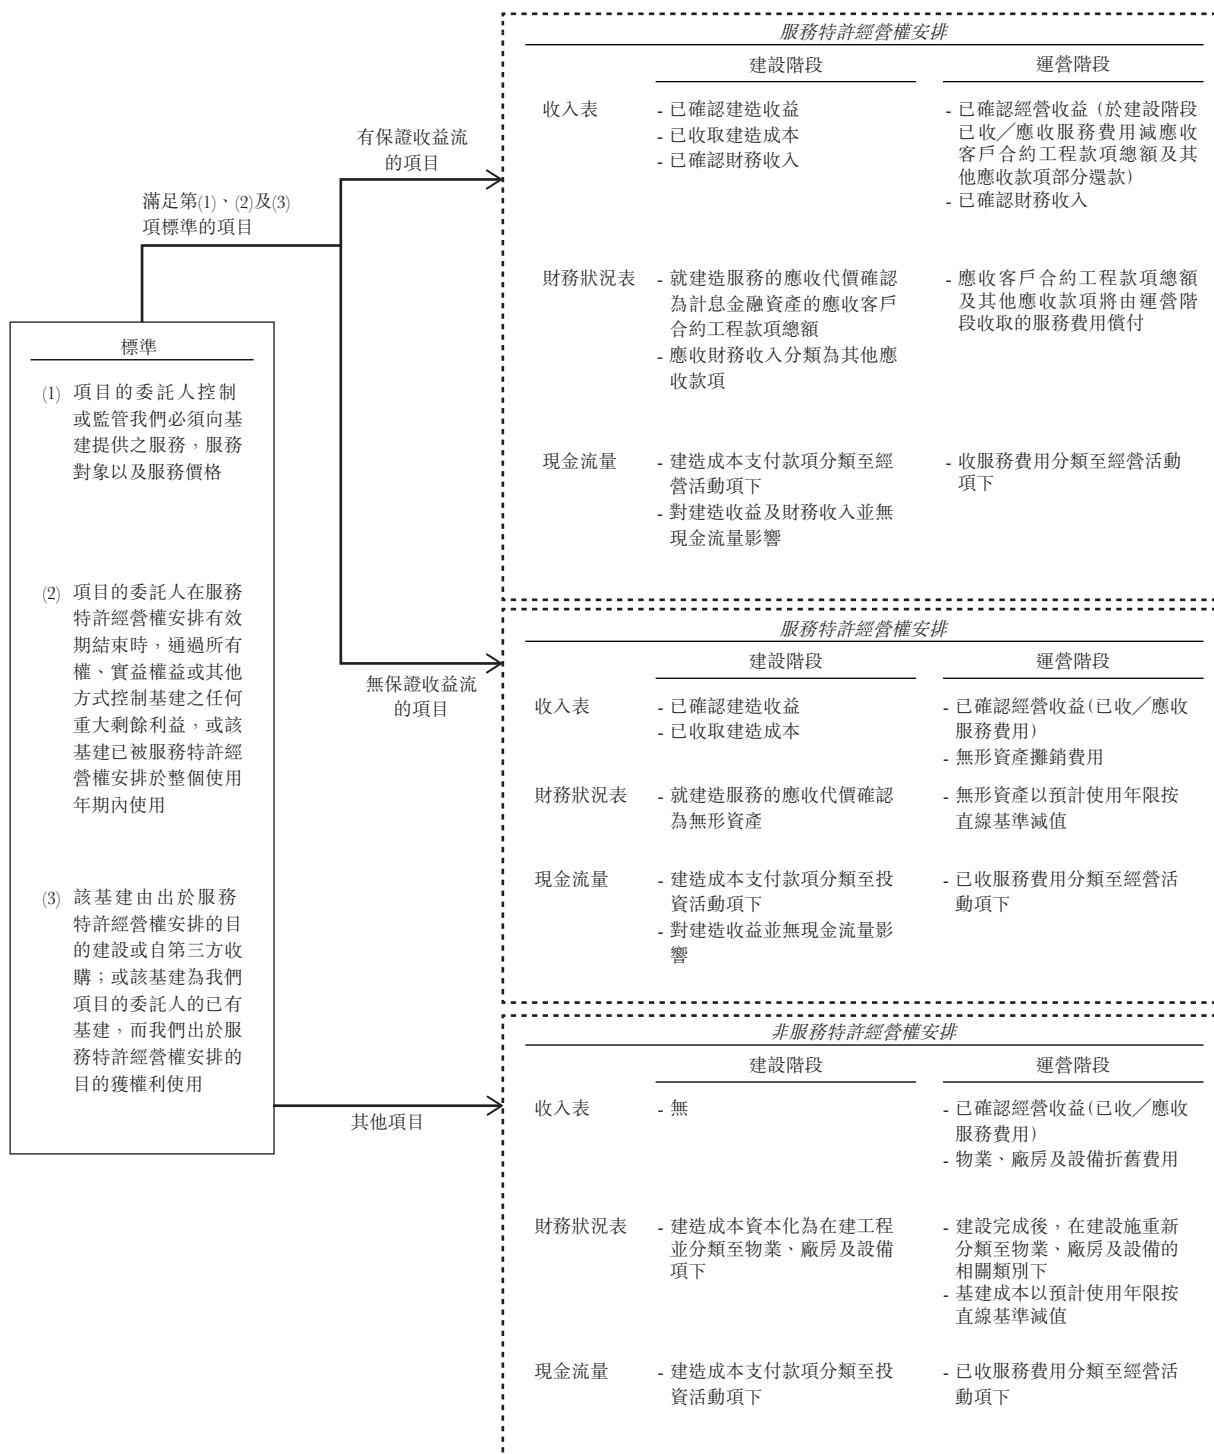 服務特許經營權安排
建設階段
運營階段
收入表
- 已確認建造收益
- 已收取建造成本
- 已確認財務收入
- 已確認經營收益（於建設階段
已收／應收服務費用減應收
客戶合約工程款項總額及其
他應收款項部分還款）
- 已確認財務收入
財務狀況表
- 就建造服務的應收代價確認
為計息金融資產的應收客戶
合約工程款項總額
- 應收財務收入分類為其他應
收款項
- 應收客戶合約工程款項總額
及其他應收款項將由運營階
段收取的服務費用償付
現金流量
- 建造成本支付款項分類至經
營活動項下
- 對建造收益及財務收入並無
現金流量影響
- 收服務費用分類至經營活動
項下
有保證收益流
的項目
滿足第(1)、(2)及(3)
項標準的項目
標準
(1) 項目的委託人控制
或監管我們必須向基
建提供之服務，服務
對象以及服務價格
(2) 項目的委託人在服務
特許經營權安排有效
期結束時，通過所有
權、實益權益或其他
方式控制基建之任何
重大剩餘利益，或該
基建已被服務特許經
營權安排於整個使用
年期內使用
(3) 該基建由出於服務
特許經營權安排的目
的建設或自第三方收
購；或該基建為我們
項目的委託人的已有
基建，而我們出於服
務特許經營權安排的
目的獲權利使用
無保證收益流
的項目
服務特許經營權安排
建設階段
運營階段
收入表
- 已確認建造收益
- 已收取建造成本
- 已確認經營收益（已收／應收
服務費用）
- 無形資產攤銷費用
財務狀況表
- 就建造服務的應收代價確認
為無形資產
- 無形資產以預計使用年限按
直線基準減值
現金流量
- 建造成本支付款項分類至投
資活動項下
- 對建造收益並無現金流量影
響
- 已收服務費用分類至經營活
動項下
其他項目
非服務特許經營權安排
建設階段
運營階段
收入表
- 無
- 已確認經營收益（已收／應收
服務費用）
- 物業、廠房及設備折舊費用
財務狀況表
- 建造成本資本化為在建工程
並分類至物業、廠房及設備
項下
- 建設完成後，在建設施重新
分類至物業、廠房及設備的
相關類別下
- 基建成本以預計使用年限按
直線基準減值
現金流量
- 建造成本支付款項分類至投
資活動項下
- 已收服務費用分類至經營活
動項下